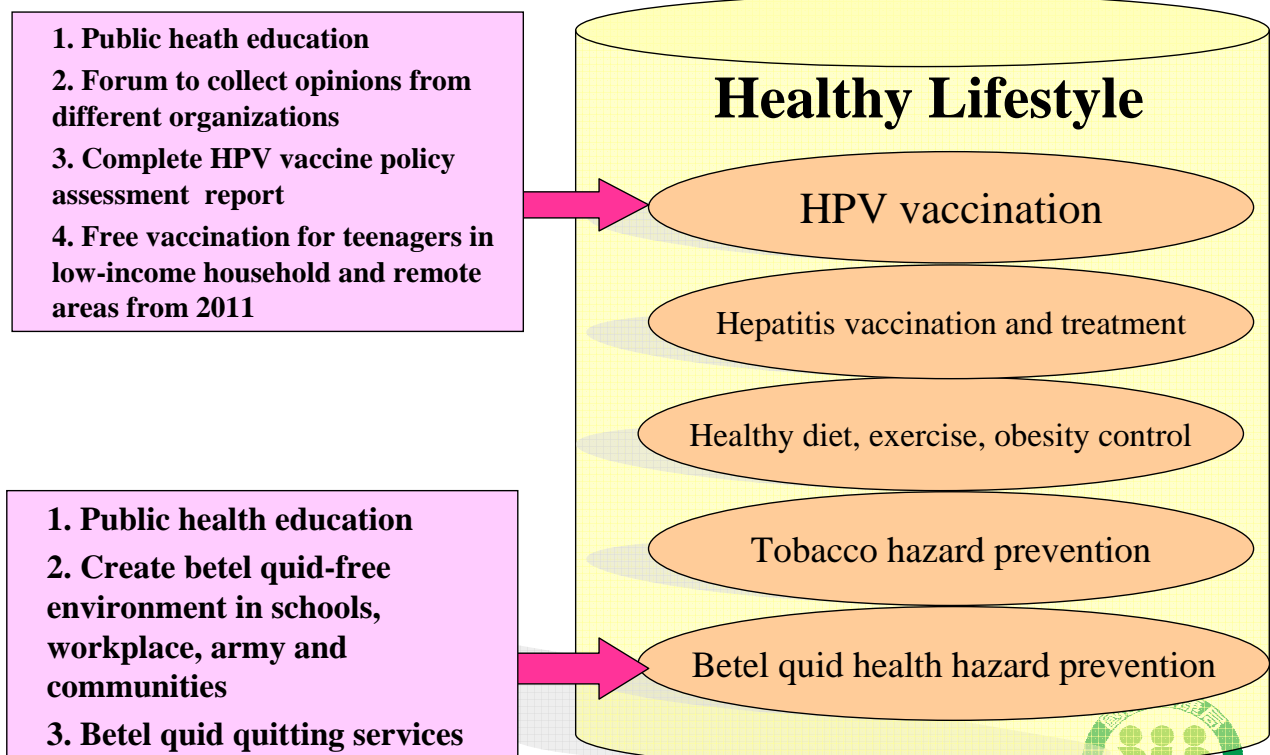 1. Public heath education
2. Forum to collect opinions from
different organizations
3. Complete HPV vaccine policy
assessment report
4. Free vaccination for teenagers in
low-income household and remote
areas from 2011
Healthy Lifestyle
HPV vaccination
Hepatitis vaccination and treatment
Healthy diet, exercise, obesity control
Tobacco hazard prevention
Betel quid health hazard prevention
1. Public health education
2. Create betel quid-free
environment in schools,
workplace, army and
communities
3. Betel quid quitting services